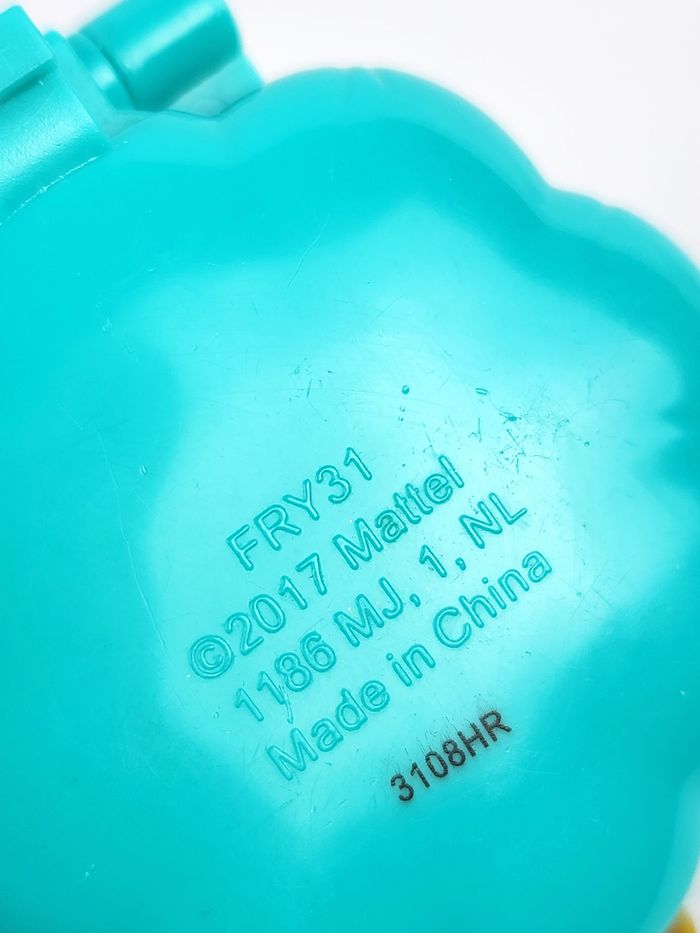 FRY31
©2017 Mattel
1186 MJ, 1, NL
Made in China
3108HR